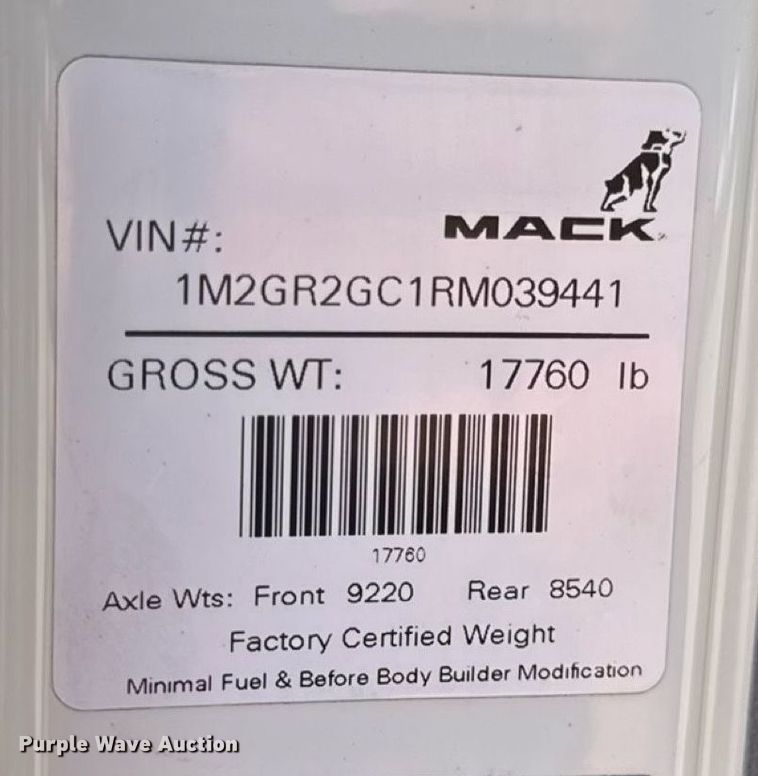 MACK
VIN#:
1M2GR2GC1RM039441
GROSS WT: 17760 lb
17760
Axle Wts: Front 9220 Rear 8540
Factory Certified Weight
Minimal Fuel & Before Body Builder Modification
Purple Wave Auction